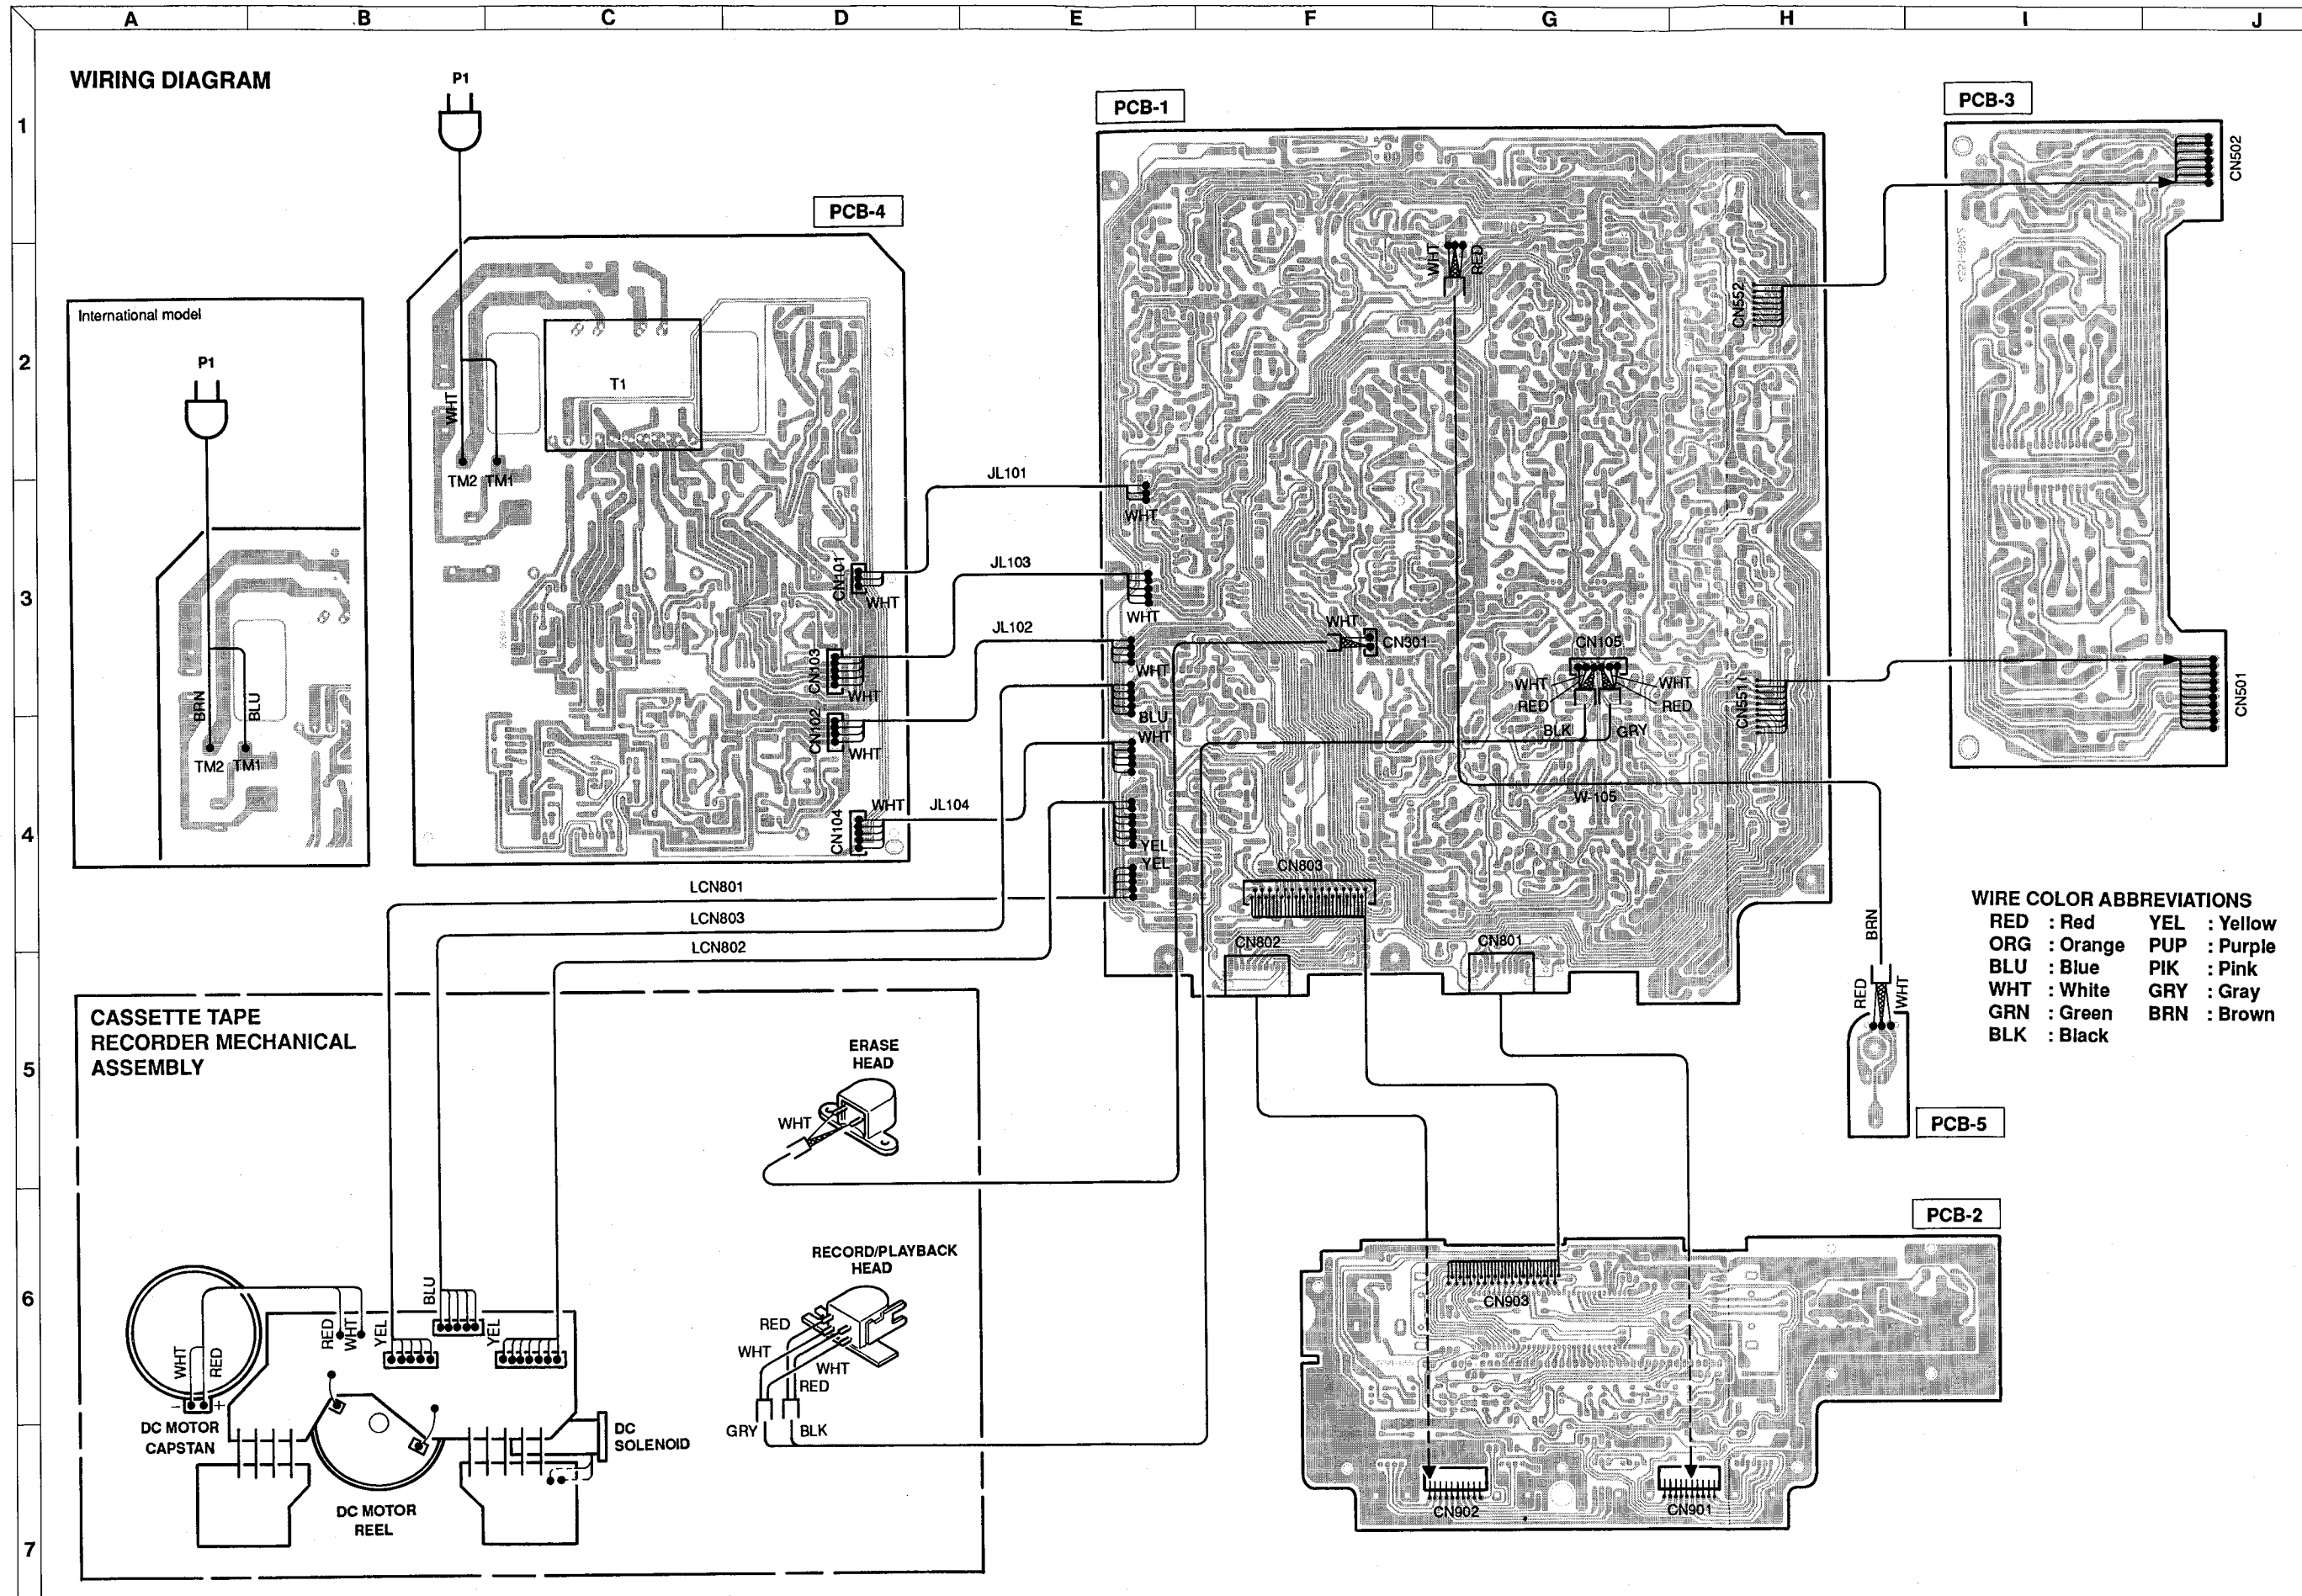 A B C D E F G H I J
1
2
3
4
5
6
7
WIRING DIAGRAM
P1
PCB-4
T1
WHT
TM2 TM1
CN101
WHT
CN103
WHT
CN102
WHT
CN104
WHT
International model
P1
BRN
BLU
TM2 TM1
JL101
JL103
JL102
JL104
LCN801
LCN803
LCN802
PCB-1
WHT
RED
CN552
WHT
WHT
WHT
BLU
WHT
YEL
YEL
WHT
CN301
CN105
WHT
RED
WHT
RED
BLK
GRY
CN551
W-105
CN803
CN802
CN801
PCB-3
CN502
CN501
WIRE COLOR ABBREVIATIONS
RED : Red YEL : Yellow
ORG : Orange PUP : Purple
BLU : Blue PIK : Pink
WHT : White GRY : Gray
GRN : Green BRN : Brown
BLK : Black
BRN
RED
WHT
PCB-5
PCB-2
CN903
CN902
CN901
CASSETTE TAPE
RECORDER MECHANICAL
ASSEMBLY
ERASE
HEAD
WHT
RECORD/PLAYBACK
HEAD
RED
WHT
WHT
RED
GRY
BLK
BLU
RED
WHT
YEL
YEL
WHT
RED
- +
DC MOTOR
CAPSTAN
DC MOTOR
REEL
DC
SOLENOID